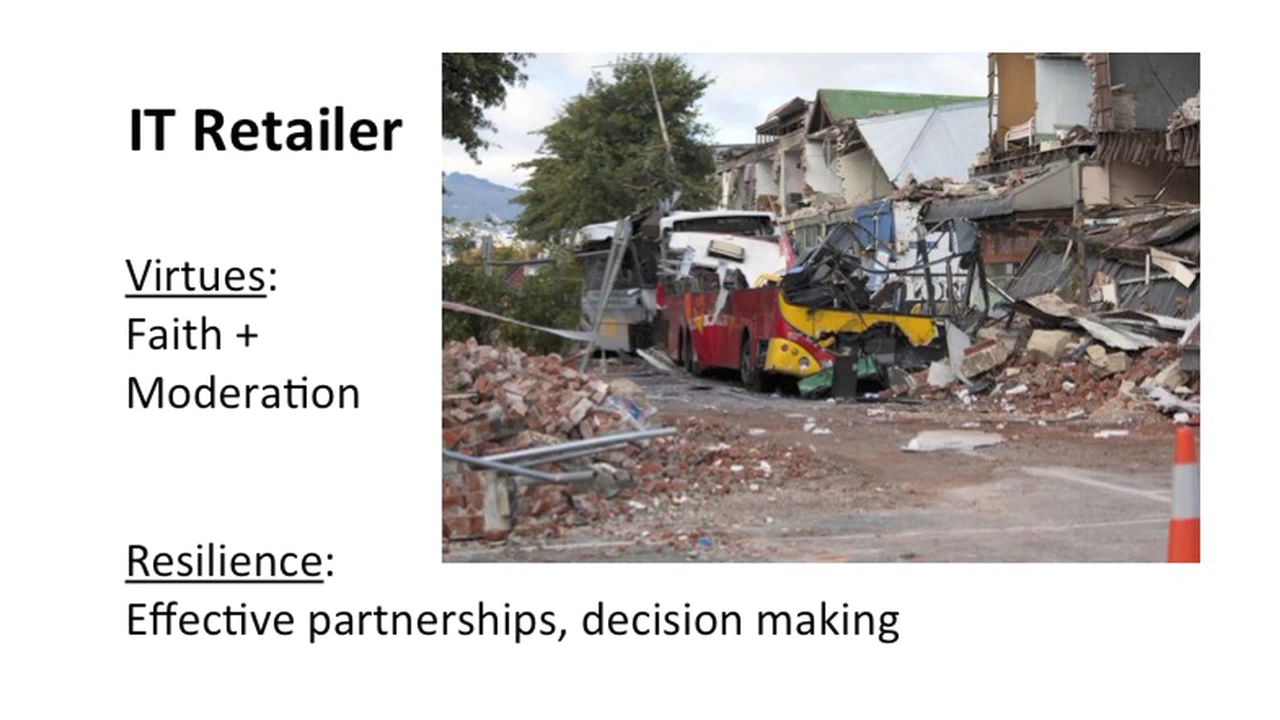 IT Retailer
Virtues:
Faith +
Moderation
Resilience:
Effective partnerships, decision making